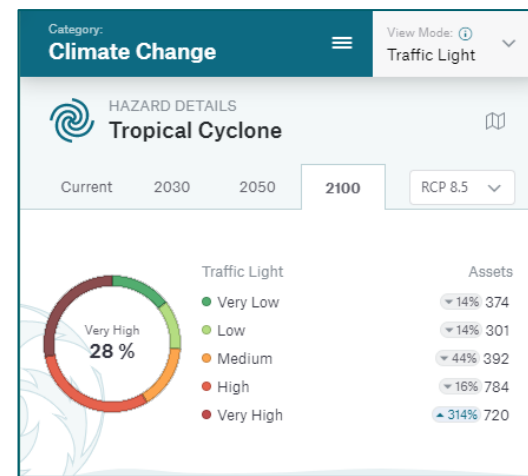 Category:
Climate Change
View Mode:
Traffic Light
HAZARD DETAILS
Tropical Cyclone
Current 2030 2050 2100 RCP 8.5
Traffic Light Assets
Very High
28 %
Very Low 14% 374
Low 14% 301
Medium 44% 392
High 16% 784
Very High 314% 720